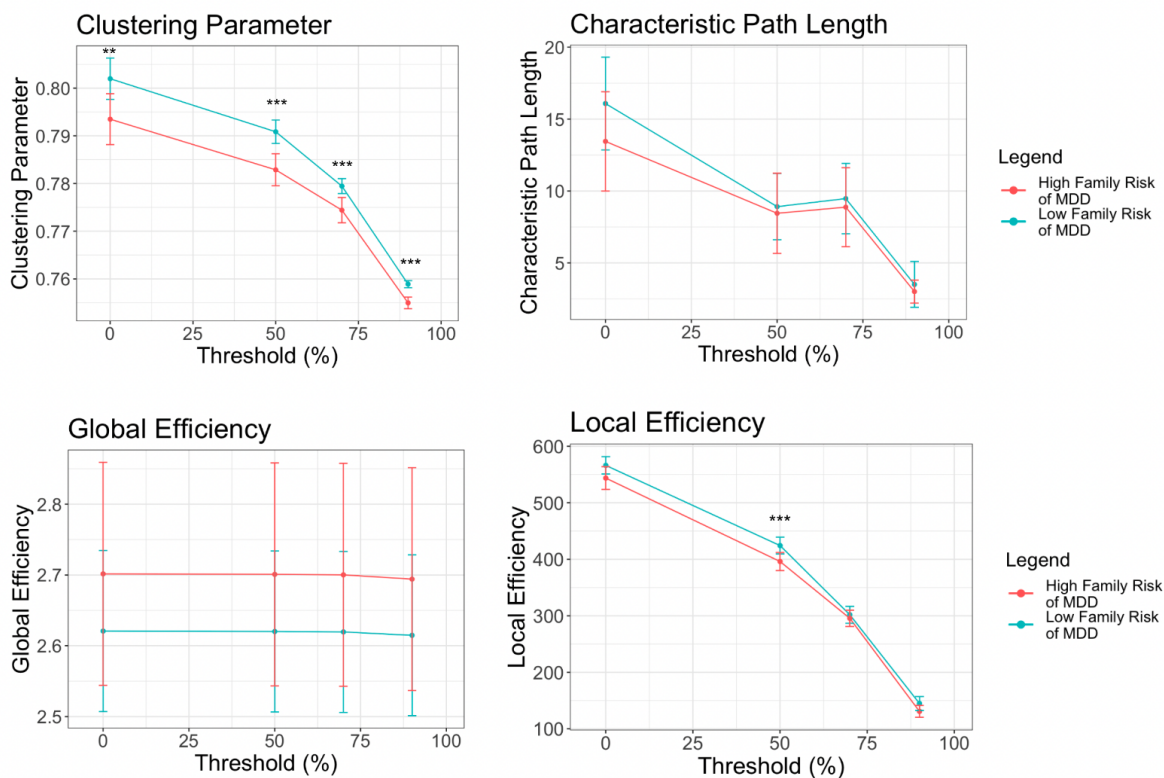 Clustering Parameter
Clustering Parameter
0.80
0.79
0.78
0.77
0.76
**
***
***
***
0 25 50 75 100
Threshold (%)
Characteristic Path Length
Characteristic Path Length
20
15
10
5
0 25 50 75 100
Threshold (%)
Legend
High Family Risk
of MDD
Low Family Risk
of MDD
Global Efficiency
Global Efficiency
2.8
2.7
2.6
2.5
0 25 50 75 100
Threshold (%)
Local Efficiency
Local Efficiency
600
500
400
300
200
100
***
0 25 50 75 100
Threshold (%)
Legend
High Family Risk
of MDD
Low Family Risk
of MDD